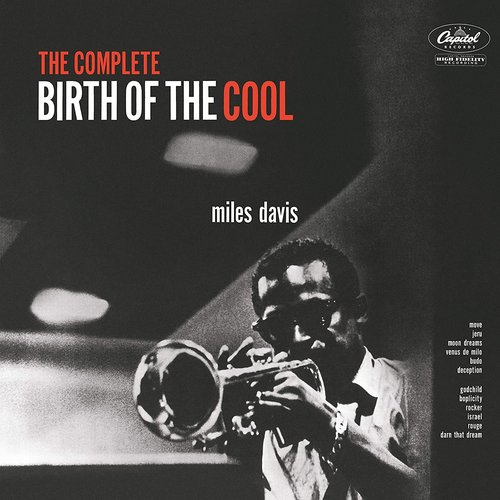 Capitol
RECORDS
HIGH FIDELITY
RECORDING
THE COMPLETE
BIRTH OF THE COOL
miles davis
move
jeru
moon dreams
venus de milo
budo
deception
godchild
boplicity
rocker
israel
rouge
darn that dream